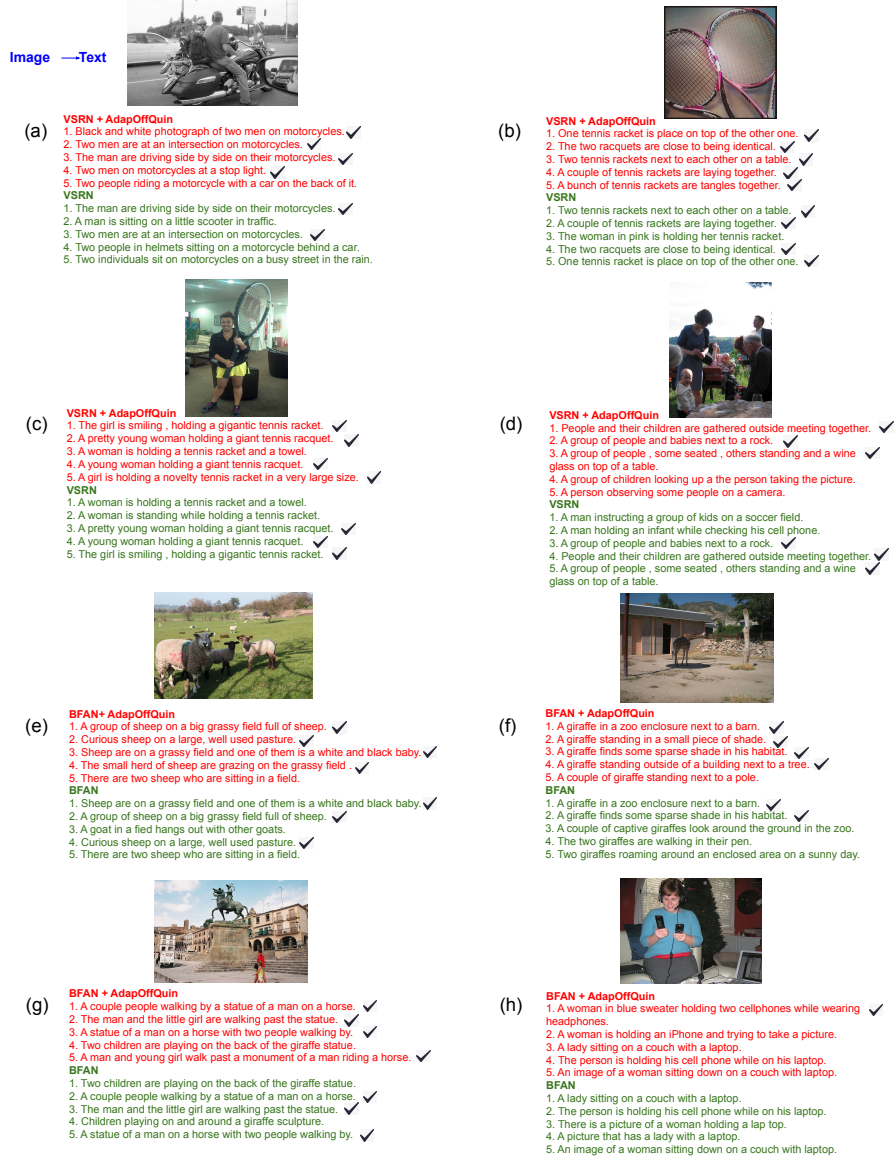 Image → Text
(a)
VSRN + AdapOffQuin
1. Black and white photograph of two men on motorcycles. ✓
2. Two men are at an intersection on motorcycles. ✓
3. The man are driving side by side on their motorcycles. ✓
4. Two men on motorcycles at a stop light. ✓
5. Two people riding a motorcycle with a car on the back of it.
VSRN
1. The man are driving side by side on their motorcycles. ✓
2. A man is sitting on a little scooter in traffic.
3. Two men are at an intersection on motorcycles. ✓
4. Two people in helmets sitting on a motorcycle behind a car.
5. Two individuals sit on motorcycles on a busy street in the rain.
(b)
VSRN + AdapOffQuin
1. One tennis racket is place on top of the other one. ✓
2. The two racquets are close to being identical. ✓
3. Two tennis rackets next to each other on a table. ✓
4. A couple of tennis rackets are laying together. ✓
5. A bunch of tennis rackets are tangles together. ✓
VSRN
1. Two tennis rackets next to each other on a table. ✓
2. A couple of tennis rackets are laying together. ✓
3. The woman in pink is holding her tennis racket.
4. The two racquets are close to being identical. ✓
5. One tennis racket is place on top of the other one. ✓
(c)
VSRN + AdapOffQuin
1. The girl is smiling , holding a gigantic tennis racket. ✓
2. A pretty young woman holding a giant tennis racquet. ✓
3. A woman is holding a tennis racket and a towel.
4. A young woman holding a giant tennis racquet. ✓
5. A girl is holding a novelty tennis racket in a very large size. ✓
VSRN
1. A woman is holding a tennis racket and a towel.
2. A woman is standing while holding a tennis racket.
3. A pretty young woman holding a giant tennis racquet. ✓
4. A young woman holding a giant tennis racquet. ✓
5. The girl is smiling , holding a gigantic tennis racket. ✓
(d)
VSRN + AdapOffQuin
1. People and their children are gathered outside meeting together. ✓
2. A group of people and babies next to a rock. ✓
3. A group of people , some seated , others standing and a wine ✓
glass on top of a table.
4. A group of children looking up a the person taking the picture.
5. A person observing some people on a camera.
VSRN
1. A man instructing a group of kids on a soccer field.
2. A man holding an infant while checking his cell phone.
3. A group of people and babies next to a rock. ✓
4. People and their children are gathered outside meeting together. ✓
5. A group of people , some seated , others standing and a wine ✓
glass on top of a table.
(e)
BFAN+ AdapOffQuin
1. A group of sheep on a big grassy field full of sheep. ✓
2. Curious sheep on a large, well used pasture. ✓
3. Sheep are on a grassy field and one of them is a white and black baby. ✓
4. The small herd of sheep are grazing on the grassy field . ✓
5. There are two sheep who are sitting in a field.
BFAN
1. Sheep are on a grassy field and one of them is a white and black baby. ✓
2. A group of sheep on a big grassy field full of sheep. ✓
3. A goat in a fied hangs out with other goats.
4. Curious sheep on a large, well used pasture. ✓
5. There are two sheep who are sitting in a field.
(f)
BFAN + AdapOffQuin
1. A giraffe in a zoo enclosure next to a barn. ✓
2. A giraffe standing in a small piece of shade. ✓
3. A giraffe finds some sparse shade in his habitat. ✓
4. A giraffe standing outside of a building next to a tree. ✓
5. A couple of giraffe standing next to a pole.
BFAN
1. A giraffe in a zoo enclosure next to a barn. ✓
2. A giraffe finds some sparse shade in his habitat. ✓
3. A couple of captive giraffes look around the ground in the zoo.
4. The two giraffes are walking in their pen.
5. Two giraffes roaming around an enclosed area on a sunny day.
(g)
BFAN + AdapOffQuin
1. A couple people walking by a statue of a man on a horse. ✓
2. The man and the little girl are walking past the statue. ✓
3. A statue of a man on a horse with two people walking by. ✓
4. Two children are playing on the back of the giraffe statue.
5. A man and young girl walk past a monument of a man riding a horse. ✓
BFAN
1. Two children are playing on the back of the giraffe statue.
2. A couple people walking by a statue of a man on a horse. ✓
3. The man and the little girl are walking past the statue. ✓
4. Children playing on and around a giraffe sculpture.
5. A statue of a man on a horse with two people walking by. ✓
(h)
BFAN + AdapOffQuin
1. A woman in blue sweater holding two cellphones while wearing ✓
headphones.
2. A woman is holding an iPhone and trying to take a picture.
3. A lady sitting on a couch with a laptop.
4. The person is holding his cell phone while on his laptop.
5. An image of a woman sitting down on a couch with laptop.
BFAN
1. A lady sitting on a couch with a laptop.
2. The person is holding his cell phone while on his laptop.
3. There is a picture of a woman holding a lap top.
4. A picture that has a lady with a laptop.
5. An image of a woman sitting down on a couch with laptop.